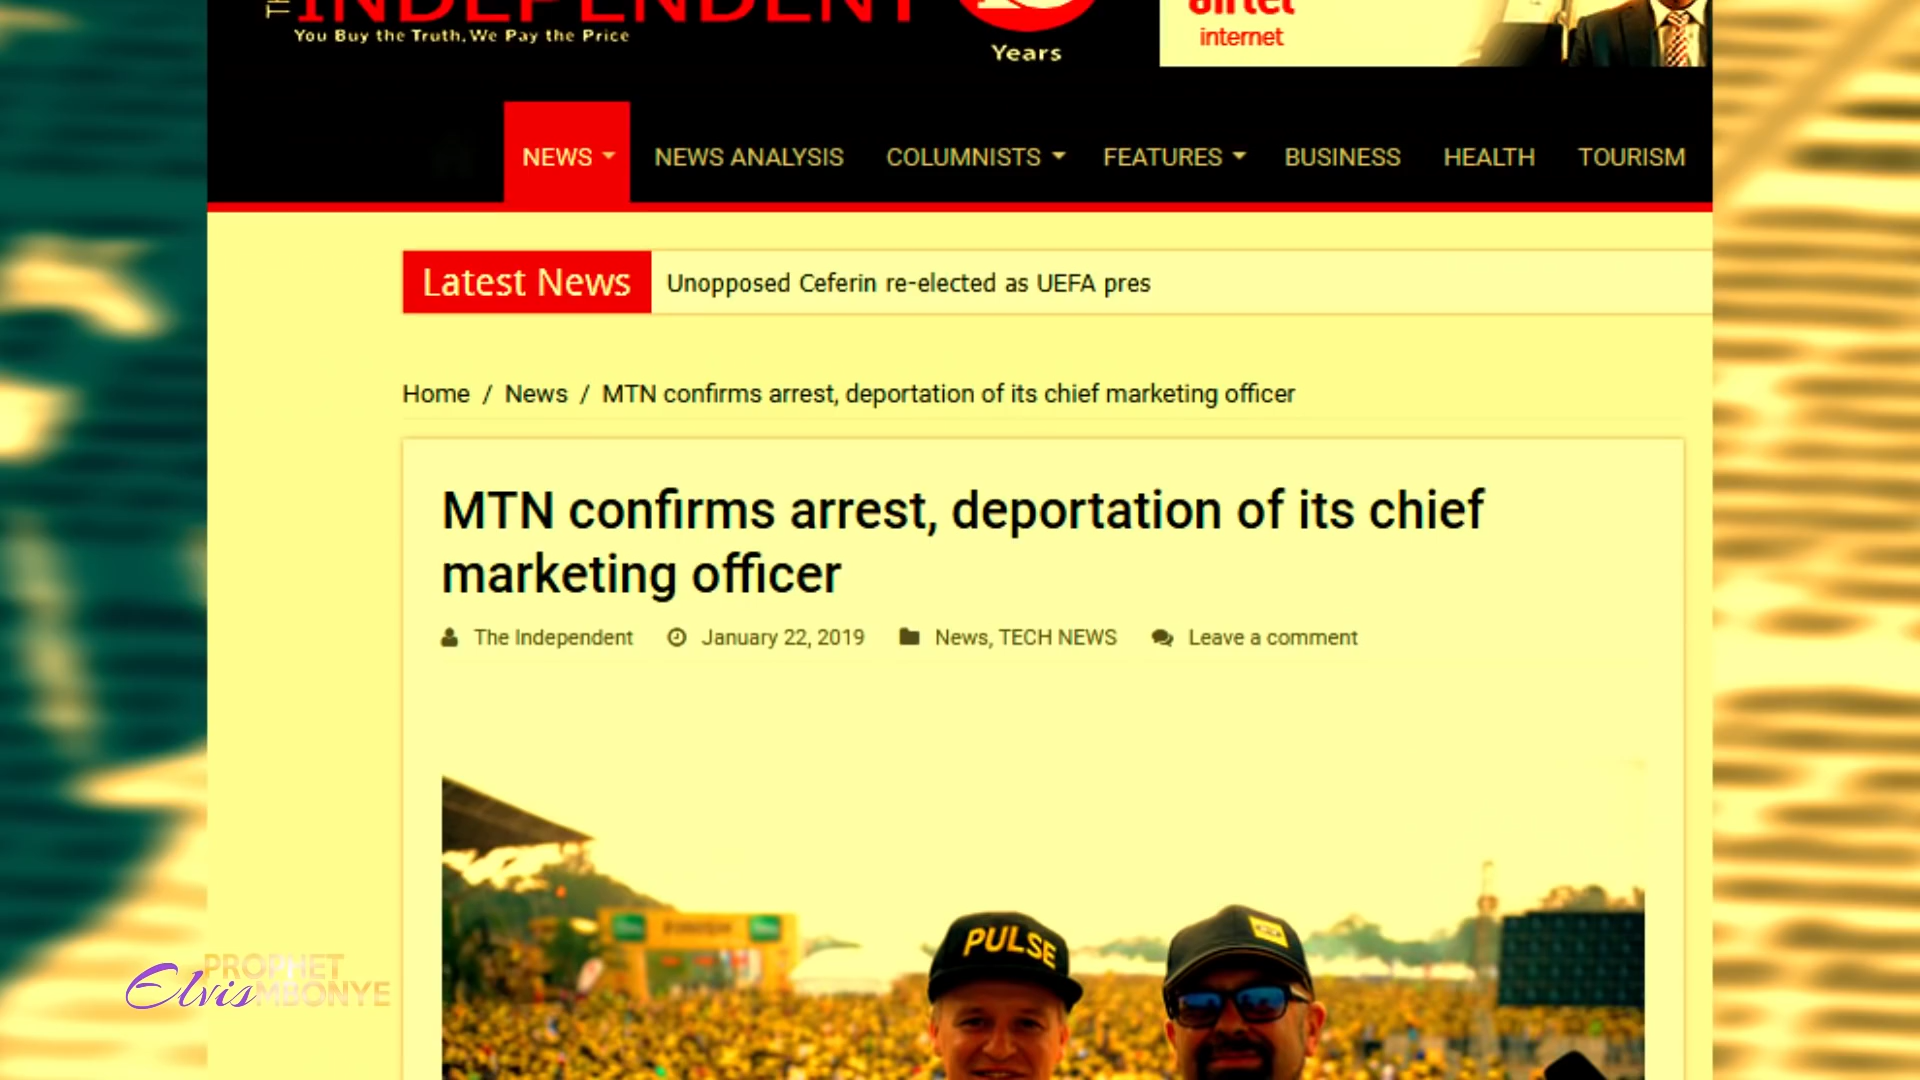 THE INDEPENDENT
You Buy the Truth, We Pay the Price
Years
airtel
internet
NEWS NEWS ANALYSIS COLUMNISTS FEATURES BUSINESS HEALTH TOURISM
Latest News Unopposed Ceferin re-elected as UEFA pres
Home / News / MTN confirms arrest, deportation of its chief marketing officer
MTN confirms arrest, deportation of its chief
marketing officer
The Independent January 22, 2019 News, TECH NEWS Leave a comment
PULSE
PROPHET
Elvis MBONYE